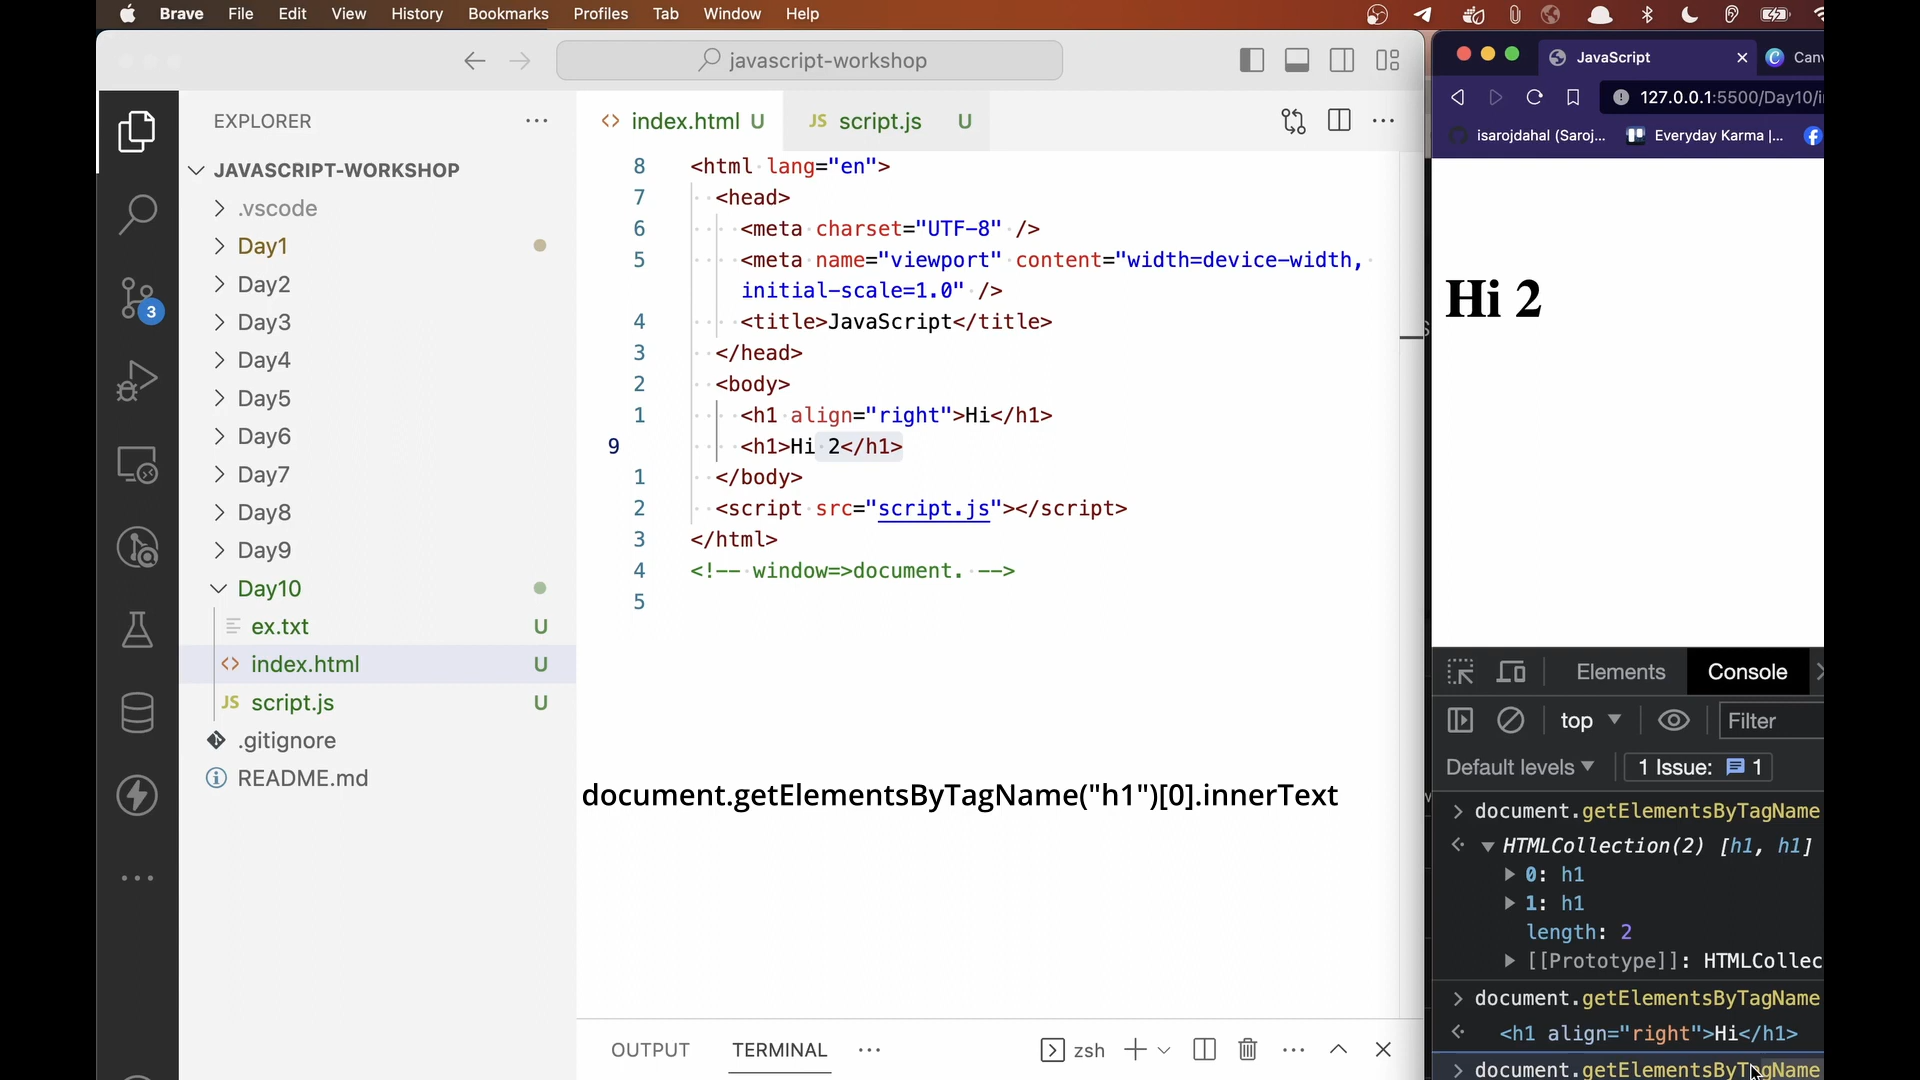 Brave File Edit View History Bookmarks Profiles Tab Window Help
javascript-workshop
EXPLORER
JAVASCRIPT-WORKSHOP
.vscode
Day1
Day2
Day3
Day4
Day5
Day6
Day7
Day8
Day9
Day10
ex.txt U
index.html U
script.js U
.gitignore
README.md
3
index.html U
JS script.js U
8 <html lang="en">
7 <head>
6 <meta charset="UTF-8" />
5 <meta name="viewport" content="width=device-width,
initial-scale=1.0" />
4 <title>JavaScript</title>
3 </head>
2 <body>
1 <h1 align="right">Hi</h1>
9 <h1>Hi 2</h1>
1 </body>
2 <script src="script.js"></script>
3 </html>
4 <!-- window=>document. -->
5
document.getElementsByTagName("h1")[0].innerText
OUTPUT TERMINAL zsh
JavaScript
127.0.0.1:5500/Day10/i
isarojdahal (Saroj... Everyday Karma |...
Hi 2
Elements Console
top Filter
Default levels 1 Issue: 1
document.getElementsByTagName
HTMLCollection(2) [h1, h1]
0: h1
1: h1
length: 2
[[Prototype]]: HTMLCollec
document.getElementsByTagName
<h1 align="right">Hi</h1>
document.getElementsByTagName